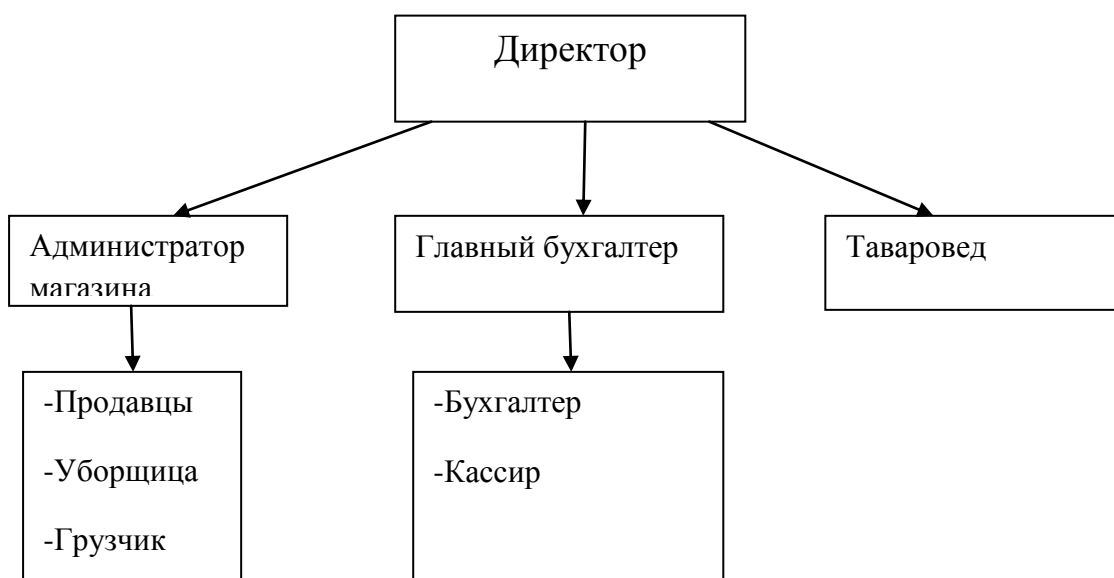 Директор
Администратор
магазина
Главный бухгалтер
Таваровед
-Продавцы
-Уборщица
-Грузчик
-Бухгалтер
-Кассир